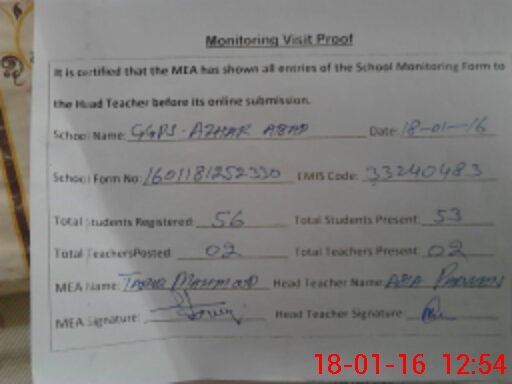 Monitoring Visit Proof
It is certified that the MEA has shown all entries of the School Monitoring Form to
the Head Teacher before its online submission.
School Name: GGPS - AZHAR ABAD Date: 18-01-16
School Form No: 1601181252330 EMIS Code: 33240483
Total Students Registered: 56 Total Students Present: 53
Total TeachersPosted: 02 Total Teachers Present: 02
MEA Name: MEHMOOD Head Teacher Name: PARVEEN
MEA Signature: Head Teacher Signature:
18-01-16 12:54